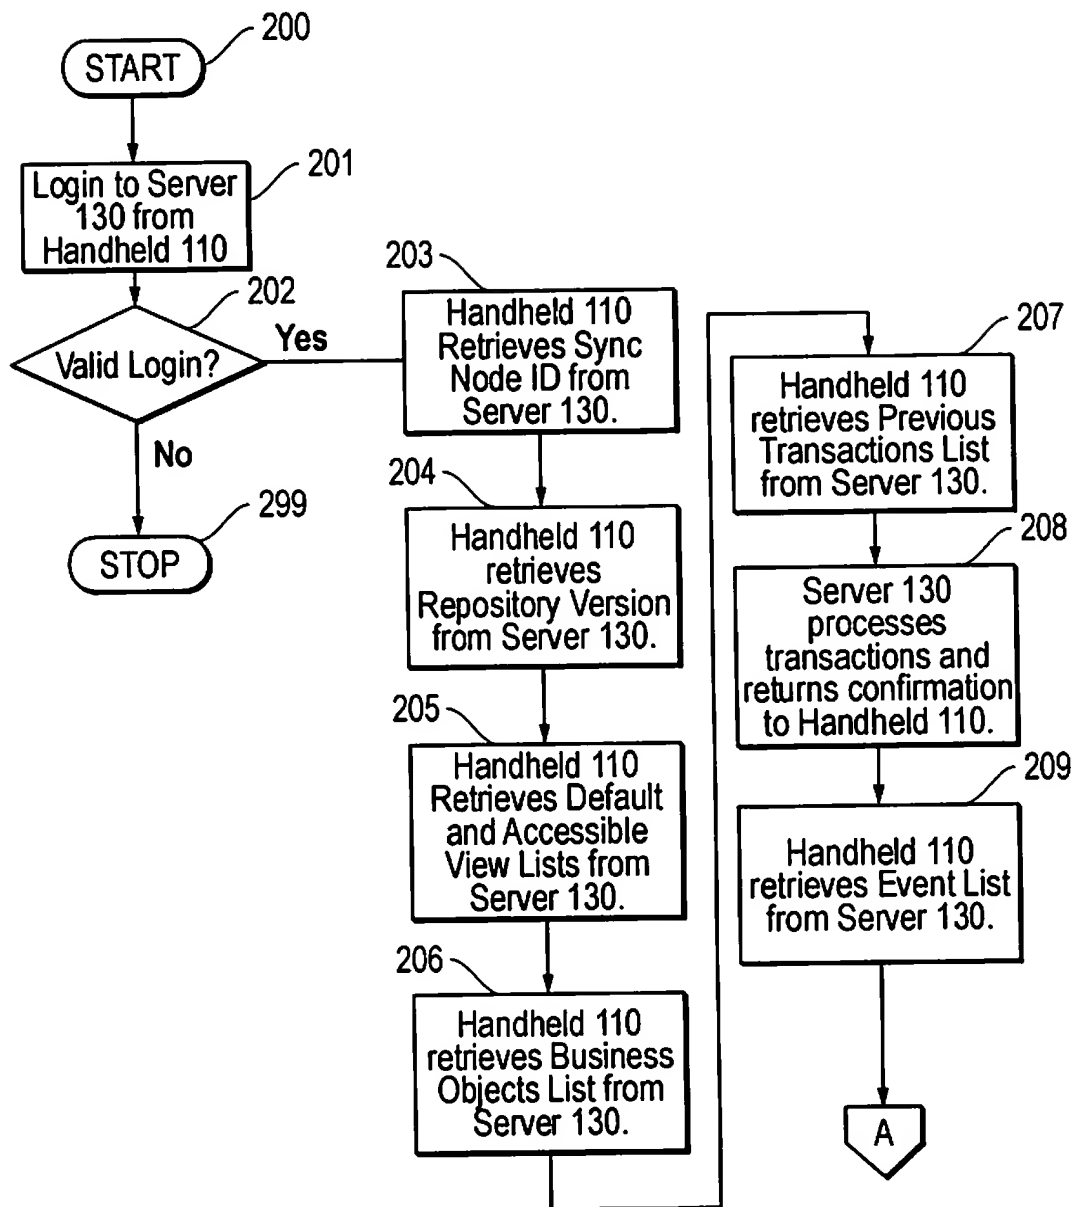 200
START
201
Login to Server
130 from
Handheld 110
202
Valid Login?
Yes
No
299
STOP
203
Handheld 110
Retrieves Sync
Node ID from
Server 130.
204
Handheld 110
retrieves
Repository Version
from Server 130.
205
Handheld 110
Retrieves Default
and Accessible
View Lists from
Server 130.
206
Handheld 110
retrieves Business
Objects List from
Server 130.
207
Handheld 110
retrieves Previous
Transactions List
from Server 130.
208
Server 130
processes
transactions and
returns confirmation
to Handheld 110.
209
Handheld 110
retrieves Event List
from Server 130.
A